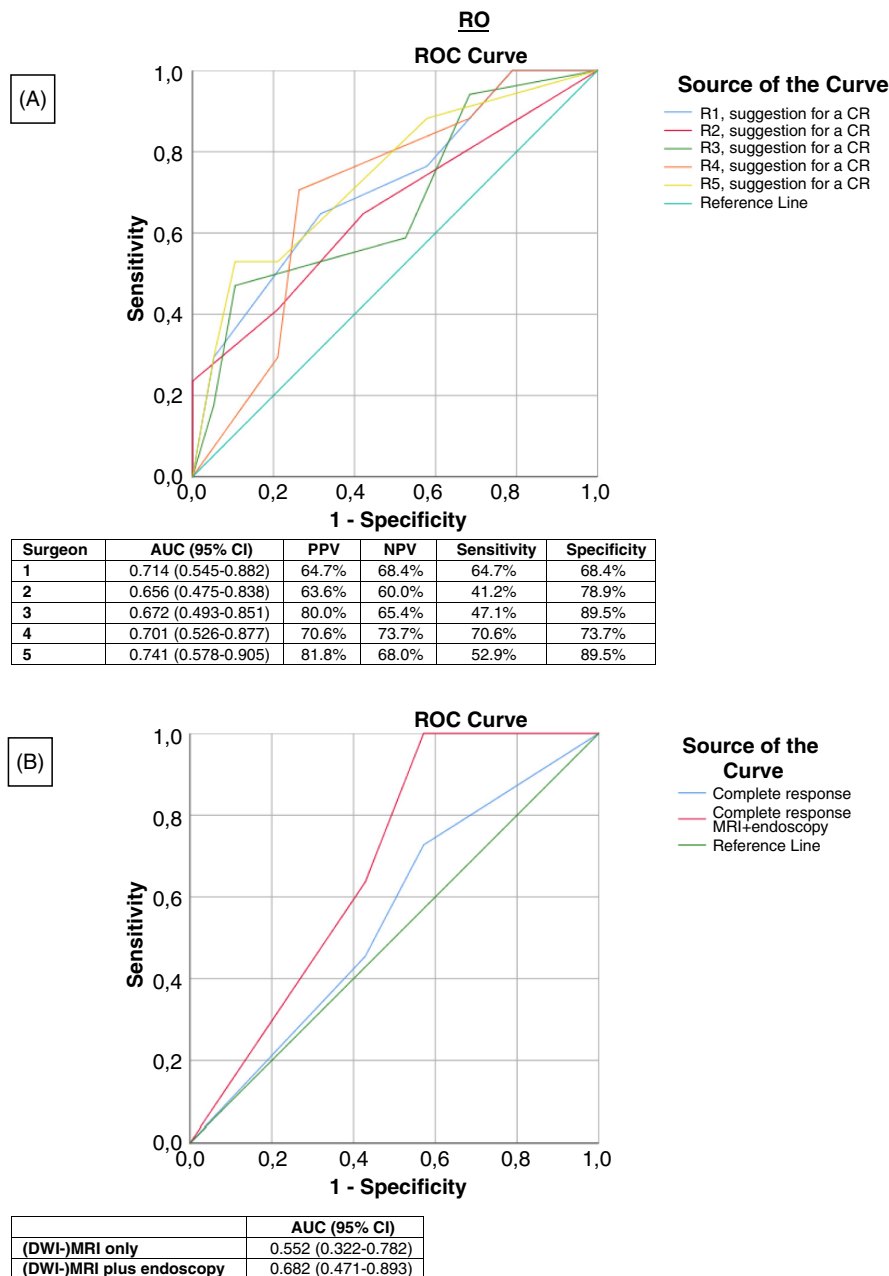 RO
ROC Curve
(A)
Source of the Curve
R1, suggestion for a CR
R2, suggestion for a CR
R3, suggestion for a CR
R4, suggestion for a CR
R5, suggestion for a CR
Reference Line
Sensitivity
1,0
0,8
0,6
0,4
0,2
0,0
0,0 0,2 0,4 0,6 0,8 1,0
1 - Specificity
Surgeon AUC (95% CI) PPV NPV Sensitivity Specificity
1 0.714 (0.545-0.882) 64.7% 68.4% 64.7% 68.4%
2 0.656 (0.475-0.838) 63.6% 60.0% 41.2% 78.9%
3 0.672 (0.493-0.851) 80.0% 65.4% 47.1% 89.5%
4 0.701 (0.526-0.877) 70.6% 73.7% 70.6% 73.7%
5 0.741 (0.578-0.905) 81.8% 68.0% 52.9% 89.5%
ROC Curve
(B)
Source of the
Curve
Complete response
Complete response
MRI+endoscopy
Reference Line
Sensitivity
1,0
0,8
0,6
0,4
0,2
0,0
0,0 0,2 0,4 0,6 0,8 1,0
1 - Specificity
AUC (95% CI)
(DWI-)MRI only 0.552 (0.322-0.782)
(DWI-)MRI plus endoscopy 0.682 (0.471-0.893)